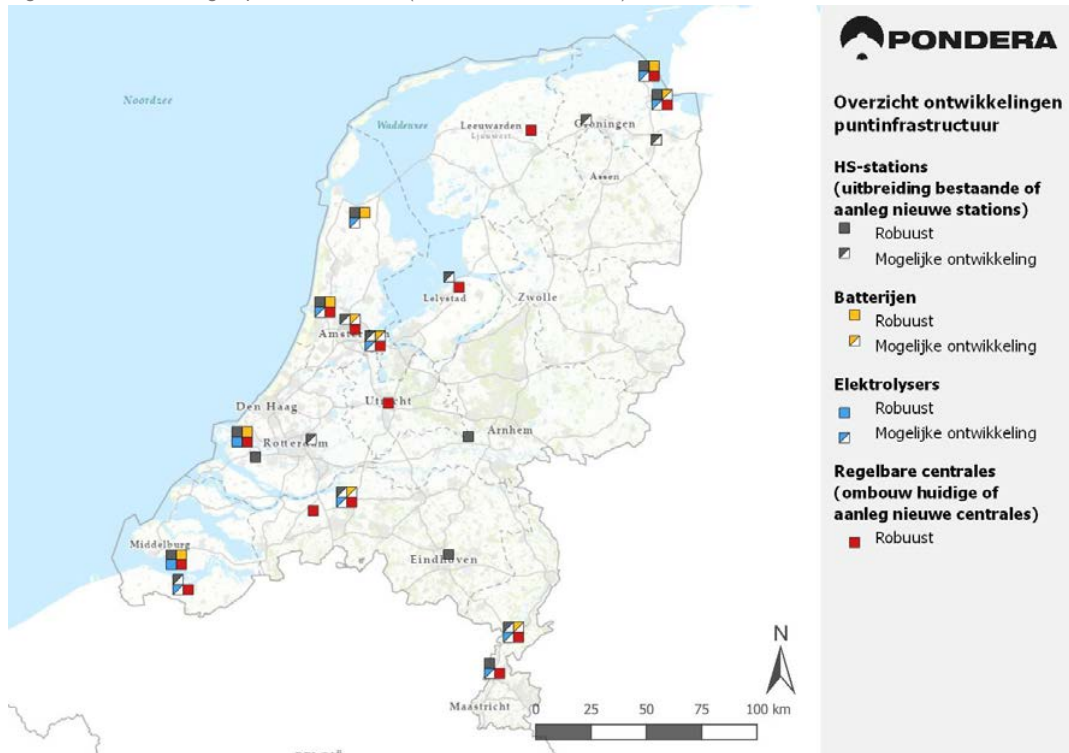 PONDERA
Overzicht ontwikkelingen
puntinfrastructuur
HS-stations
(uitbreiding bestaande of
aanleg nieuwe stations)
Robuust
Mogelijke ontwikkeling
Batterijen
Robuust
Mogelijke ontwikkeling
Elektrolysers
Robuust
Mogelijke ontwikkeling
Regelbare centrales
(ombouw huidige of
aanleg nieuwe centrales)
Robuust
Noordzee
Waddenzee
Leeuwarden
Ljouwert
Groningen
Assen
Lelystad
Zwolle
Amsterdam
Den Haag
Utrecht
Arnhem
Rotterdam
Middelburg
Eindhoven
Maastricht
N
0 25 50 75 100 km